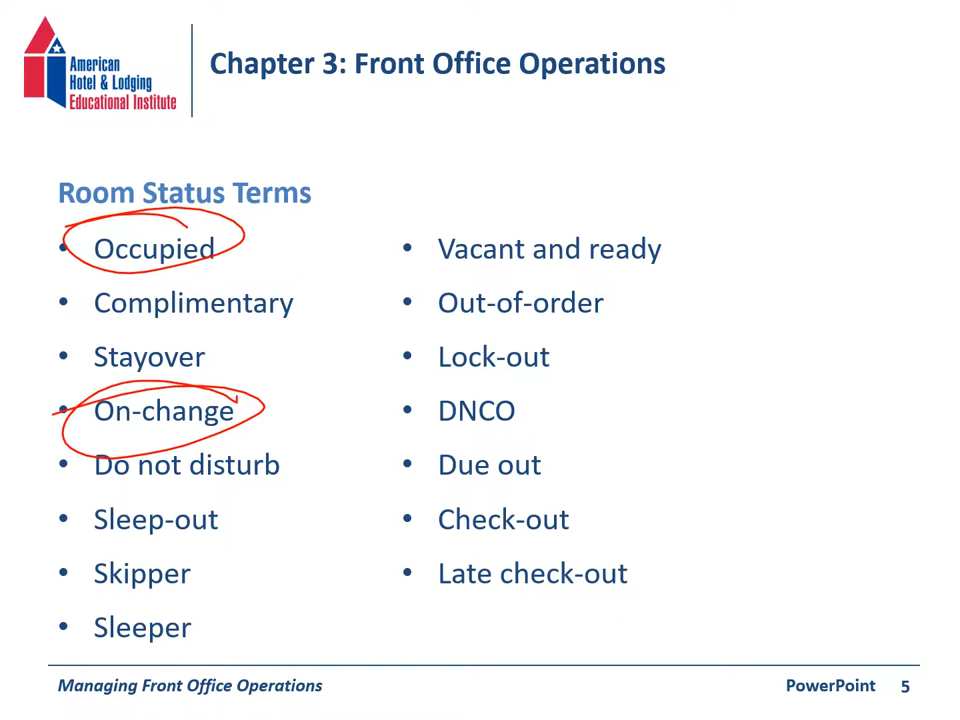 American
Hotel & Lodging
Educational Institute
Chapter 3: Front Office Operations
Room Status Terms
• Occupied
• Complimentary
• Stayover
• On-change
• Do not disturb
• Sleep-out
• Skipper
• Sleeper
• Vacant and ready
• Out-of-order
• Lock-out
• DNCO
• Due out
• Check-out
• Late check-out
Managing Front Office Operations
PowerPoint 5